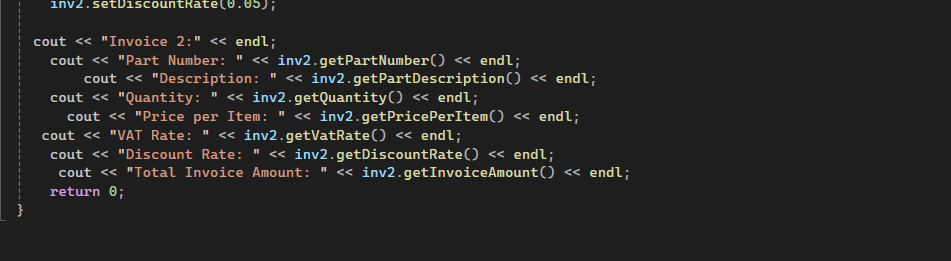 inv2.setDiscountRate(0.05);
cout << "Invoice 2:" << endl;
cout << "Part Number: " << inv2.getPartNumber() << endl;
cout << "Description: " << inv2.getPartDescription() << endl;
cout << "Quantity: " << inv2.getQuantity() << endl;
cout << "Price per Item: " << inv2.getPricePerItem() << endl;
cout << "VAT Rate: " << inv2.getVatRate() << endl;
cout << "Discount Rate: " << inv2.getDiscountRate() << endl;
cout << "Total Invoice Amount: " << inv2.getInvoiceAmount() << endl;
return 0;
}